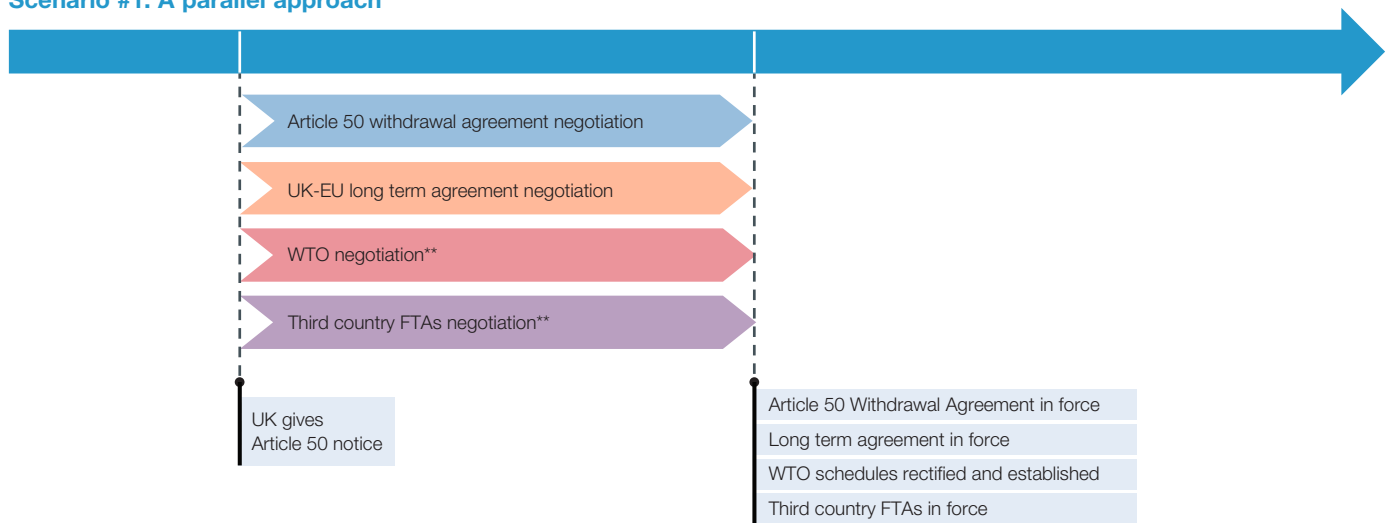 Scenario #1: A parallel approach
Article 50 withdrawal agreement negotiation
UK-EU long term agreement negotiation
WTO negotiation**
Third country FTAs negotiation**
UK gives
Article 50 notice
Article 50 Withdrawal Agreement in force
Long term agreement in force
WTO schedules rectified and established
Third country FTAs in force